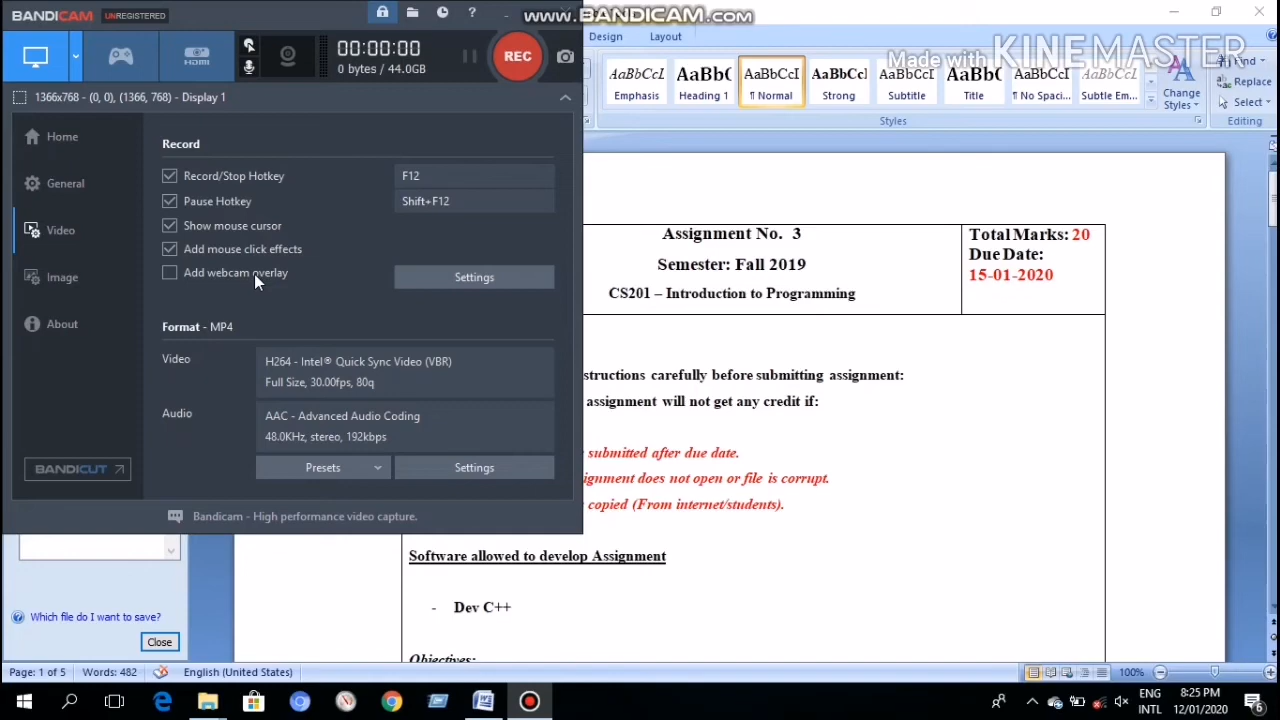 BANDICAM UNREGISTERED
www.BANDICAM.com
Made with KINEMASTER
HDMI
00:00:00
0 bytes / 44.0GB
REC
1366x768 - (0, 0), (1366, 768) - Display 1
Home
General
Video
Image
About
BANDICUT
Record
Record/Stop Hotkey
F12
Pause Hotkey
Shift+F12
Show mouse cursor
Add mouse click effects
Add webcam overlay
Settings
Format - MP4
Video
H264 - Intel® Quick Sync Video (VBR)
Full Size, 30.00fps, 80q
Audio
AAC - Advanced Audio Coding
48.0KHz, stereo, 192kbps
Presets
Settings
Bandicam - High performance video capture.
Design Layout
AaBbCcI AaBbC AaBbCcI AaBbCc AaBbCcI AaBbC AaBbCcI AaBbCcI
Emphasis Heading 1 ¶ Normal Strong Subtitle Title ¶ No Spaci... Subtle Em...
Change
Styles
Styles
Find
Replace
Select
Editing
Assignment No. 3
Semester: Fall 2019
CS201 – Introduction to Programming
Total Marks: 20
Due Date:
15-01-2020
structions carefully before submitting assignment:
assignment will not get any credit if:
submitted after due date.
ignment does not open or file is corrupt.
copied (From internet/students).
Software allowed to develop Assignment
- Dev C++
Objectives:
Which file do I want to save?
Close
Page: 1 of 5 Words: 482 English (United States) 100%
ENG
INTL
8:25 PM
12/01/2020
6